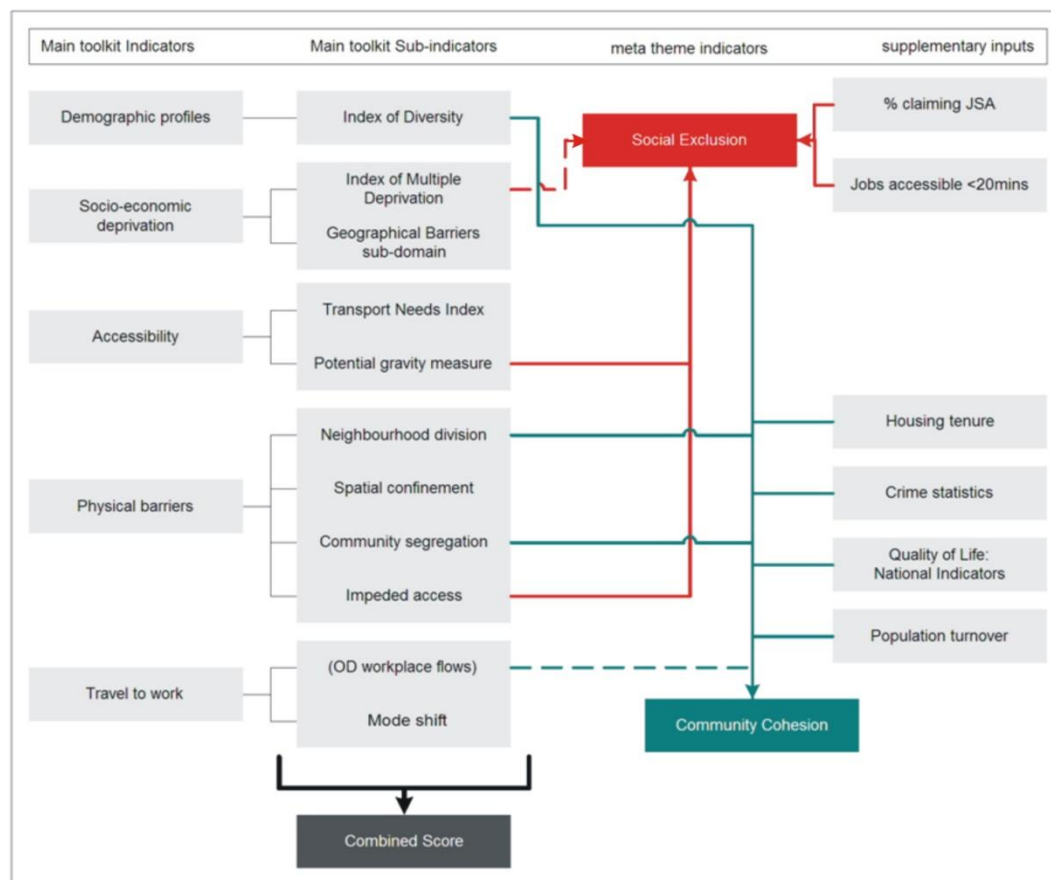 Main toolkit Indicators
Main toolkit Sub-indicators
meta theme indicators
supplementary inputs
Demographic profiles
Index of Diversity
Social Exclusion
% claiming JSA
Jobs accessible <20mins
Socio-economic
deprivation
Index of Multiple
Deprivation
Geographical Barriers
sub-domain
Accessibility
Transport Needs Index
Potential gravity measure
Physical barriers
Neighbourhood division
Spatial confinement
Community segregation
Impeded access
Housing tenure
Crime statistics
Quality of Life:
National Indicators
Population turnover
Travel to work
(OD workplace flows)
Mode shift
Community Cohesion
Combined Score